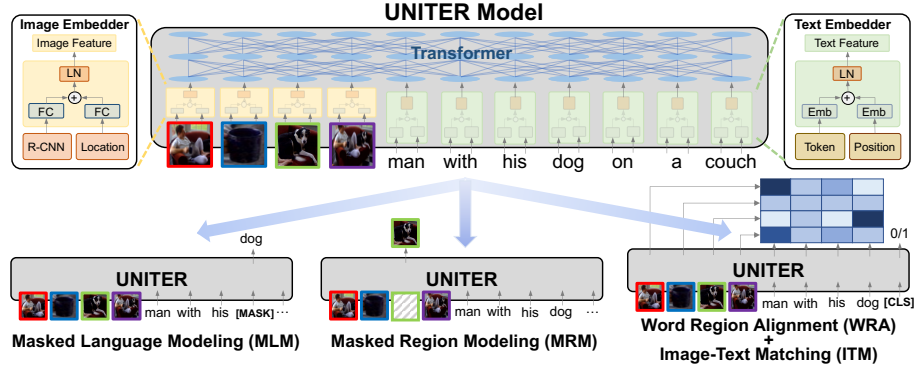 UNITER Model
Image Embedder
Image Feature
LN
+
FC FC
R-CNN Location
Transformer
man with his dog on a couch
Text Embedder
Text Feature
LN
+
Emb Emb
Token Position
dog
UNITER
man with his [MASK] ...
Masked Language Modeling (MLM)
UNITER
man with his dog ...
Masked Region Modeling (MRM)
0/1
UNITER
man with his dog [CLS]
Word Region Alignment (WRA)
+
Image-Text Matching (ITM)